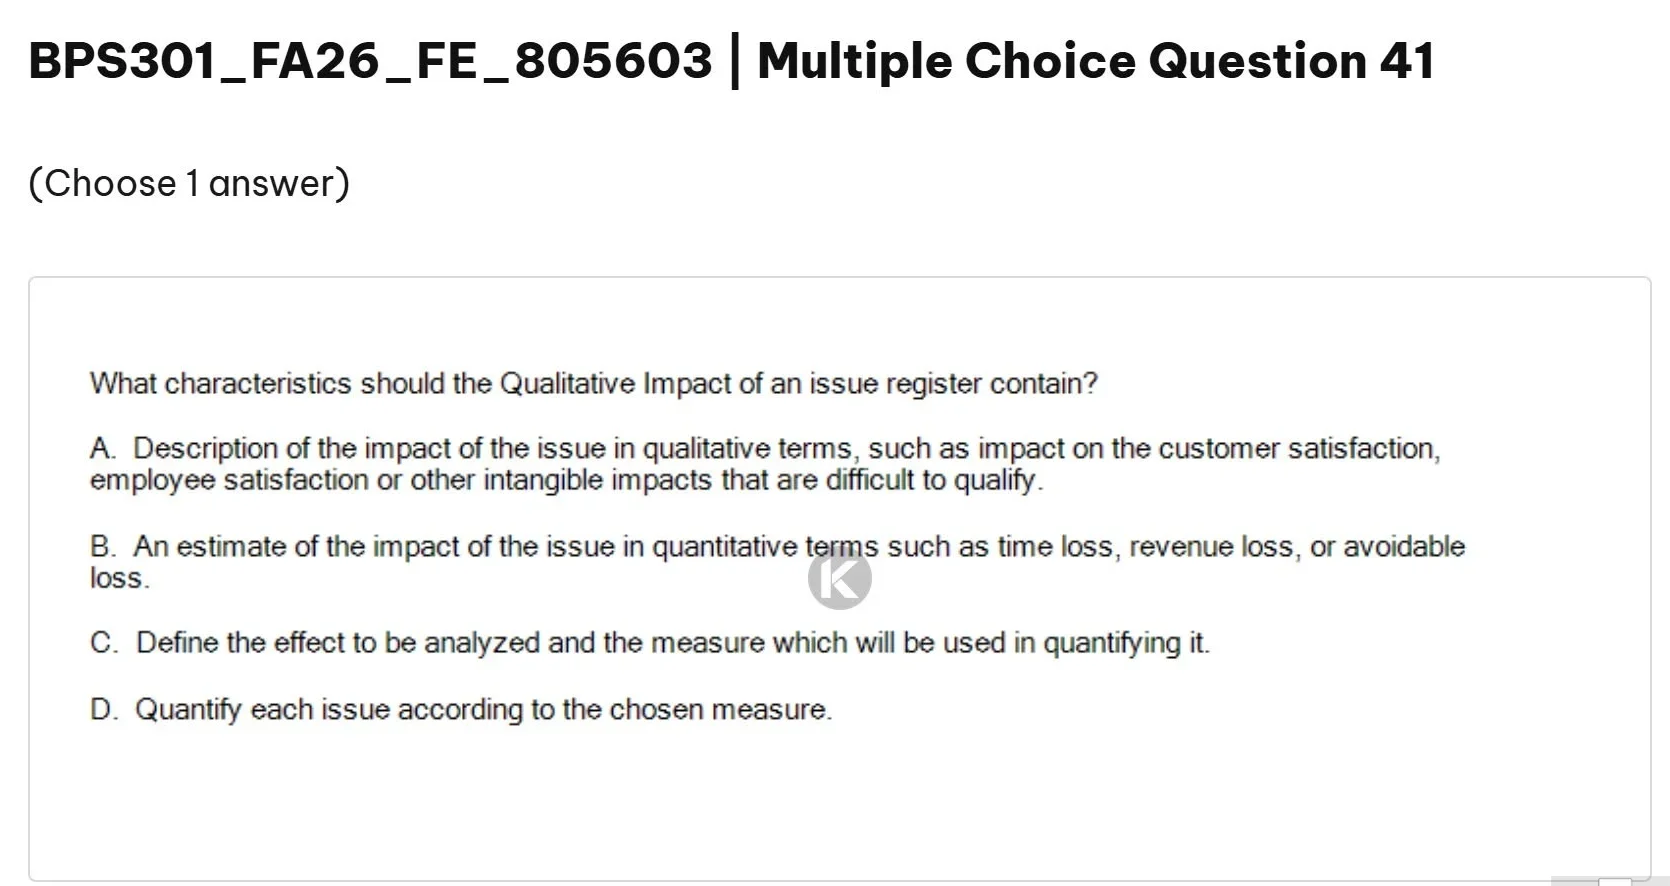 BPS301_FA26_FE_805603 | Multiple Choice Question 41
(Choose 1 answer)
What characteristics should the Qualitative Impact of an issue register contain?
A. Description of the impact of the issue in qualitative terms, such as impact on the customer satisfaction,
employee satisfaction or other intangible impacts that are difficult to qualify.
B. An estimate of the impact of the issue in quantitative terms such as time loss, revenue loss, or avoidable
loss.
K
C. Define the effect to be analyzed and the measure which will be used in quantifying it.
D. Quantify each issue according to the chosen measure.